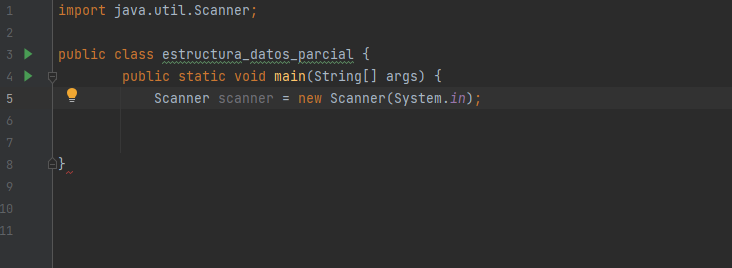 1 import java.util.Scanner;
2
3 public class estructura_datos_parcial {
4 public static void main(String[] args) {
5 Scanner scanner = new Scanner(System.in);
6
7
8 }
9
10
11